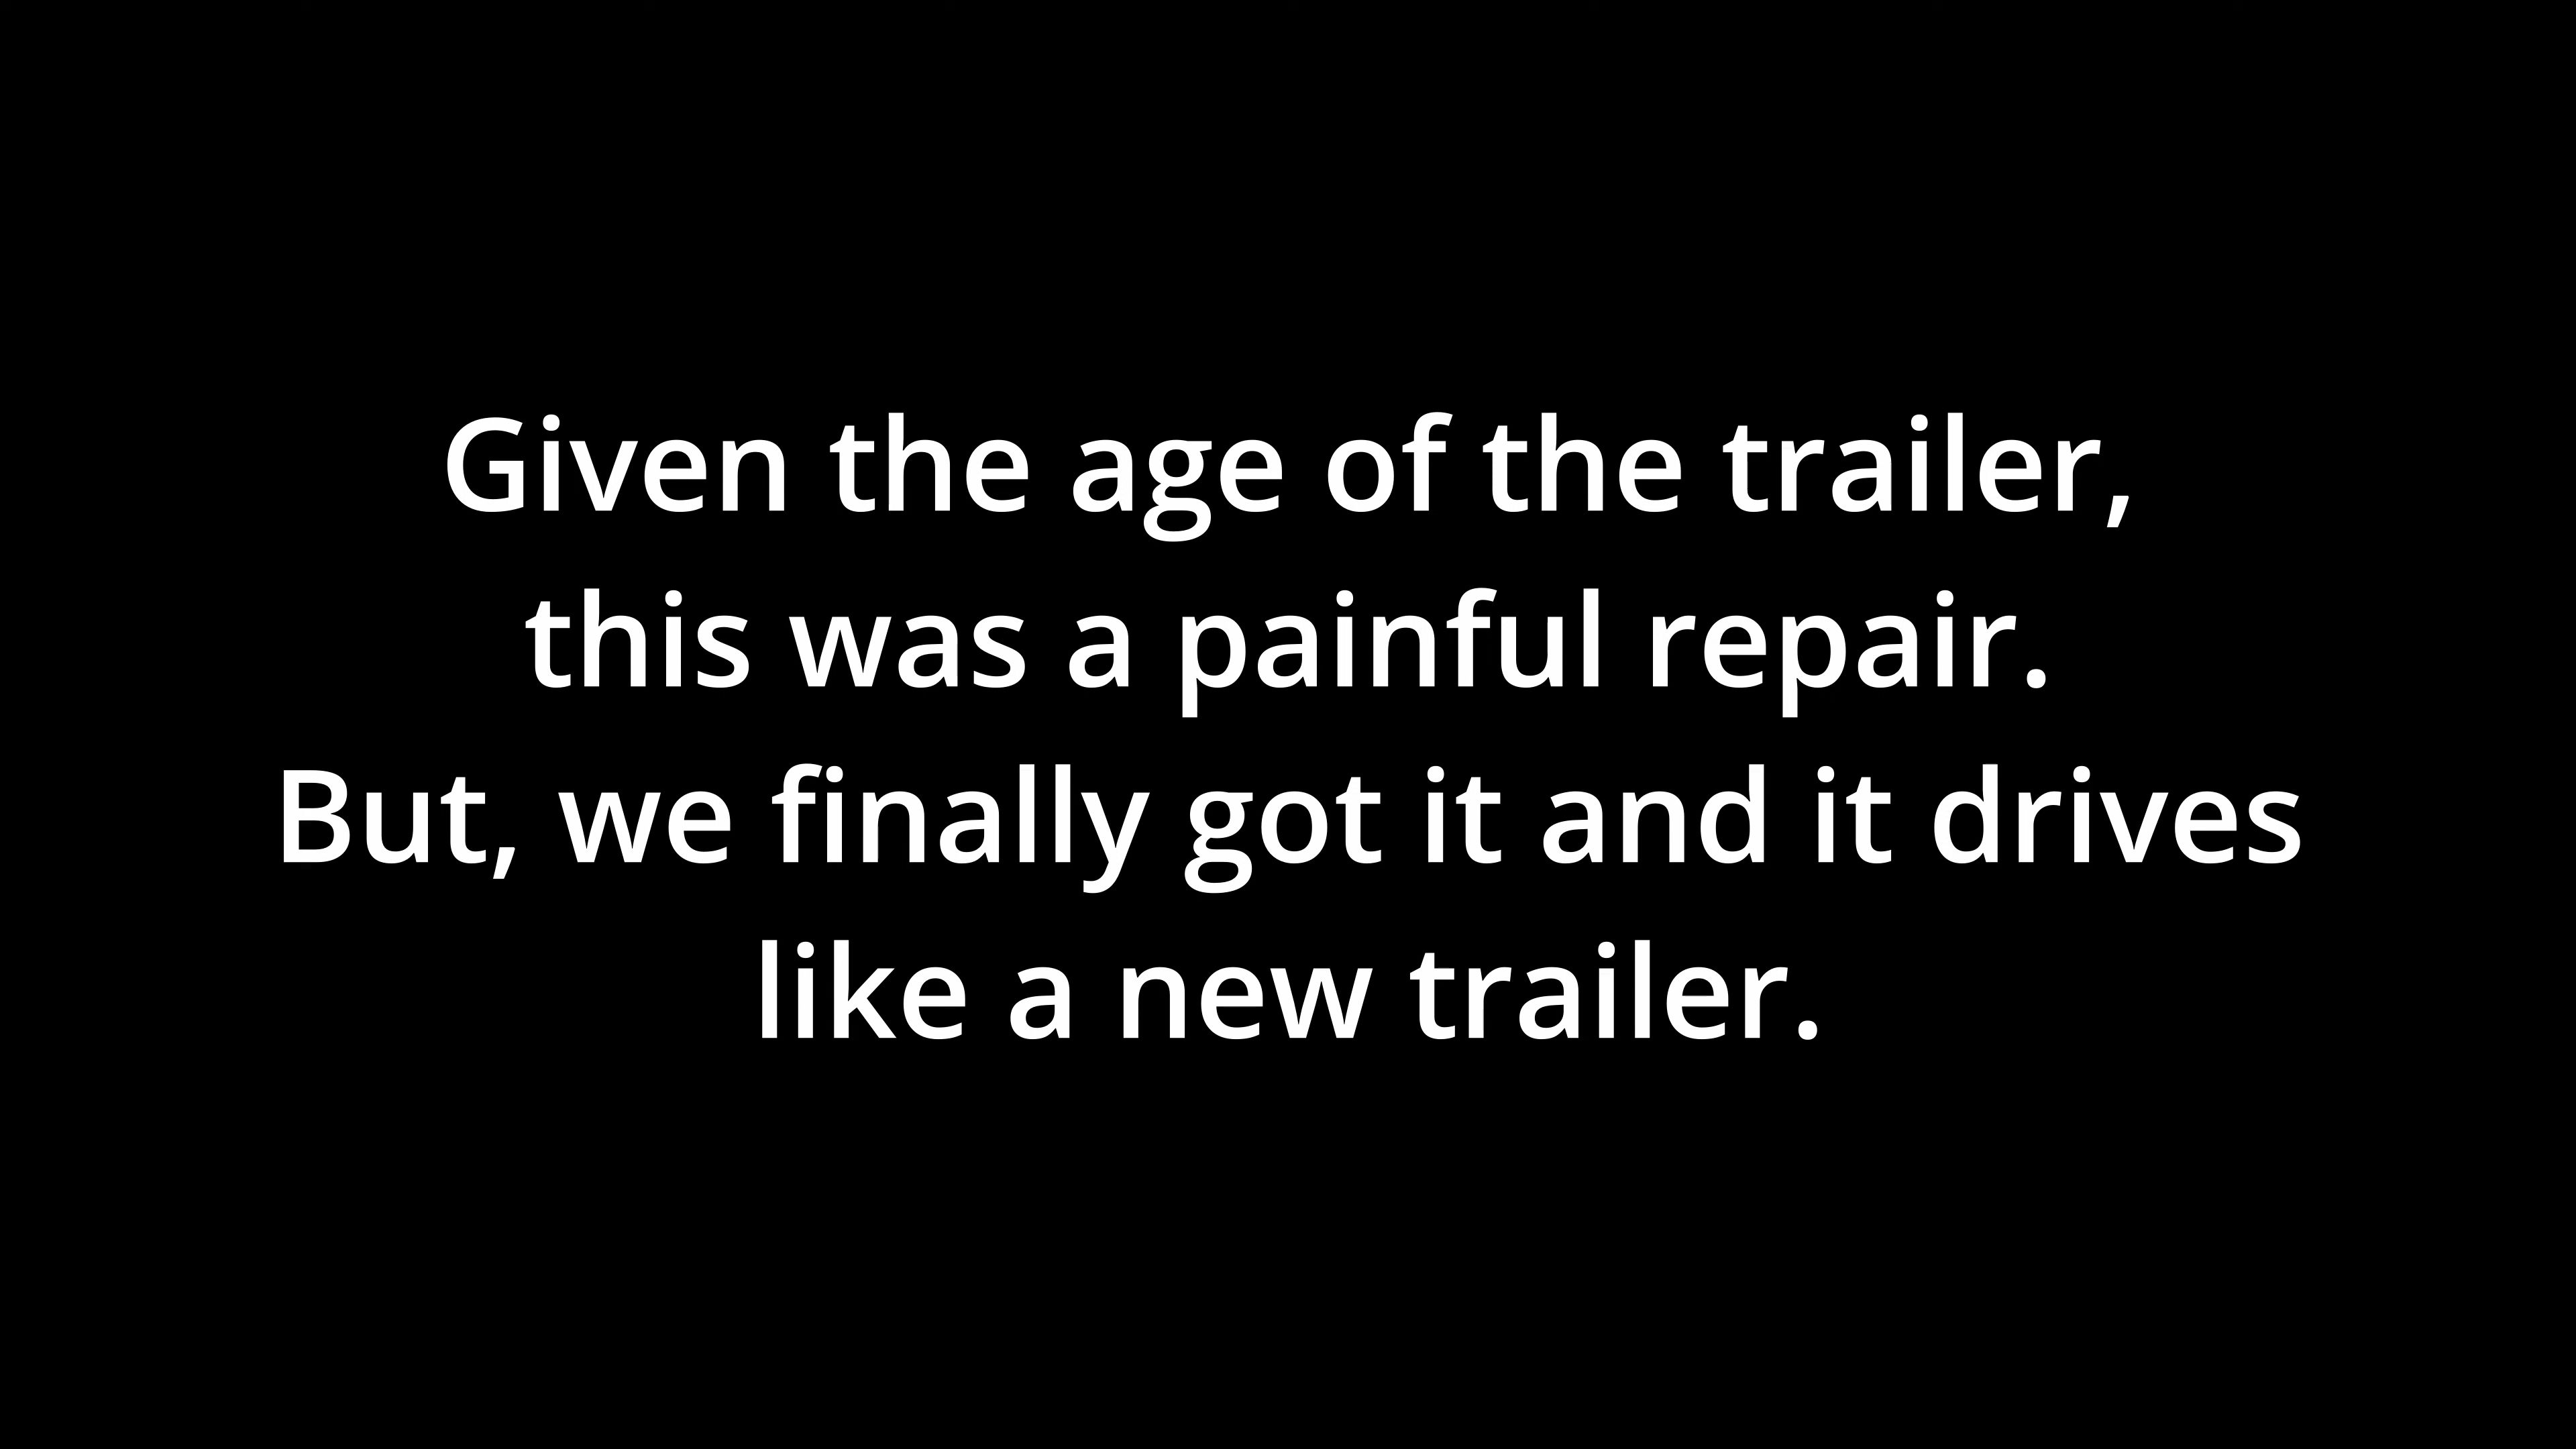 Given the age of the trailer,
this was a painful repair.
But, we finally got it and it drives
like a new trailer.